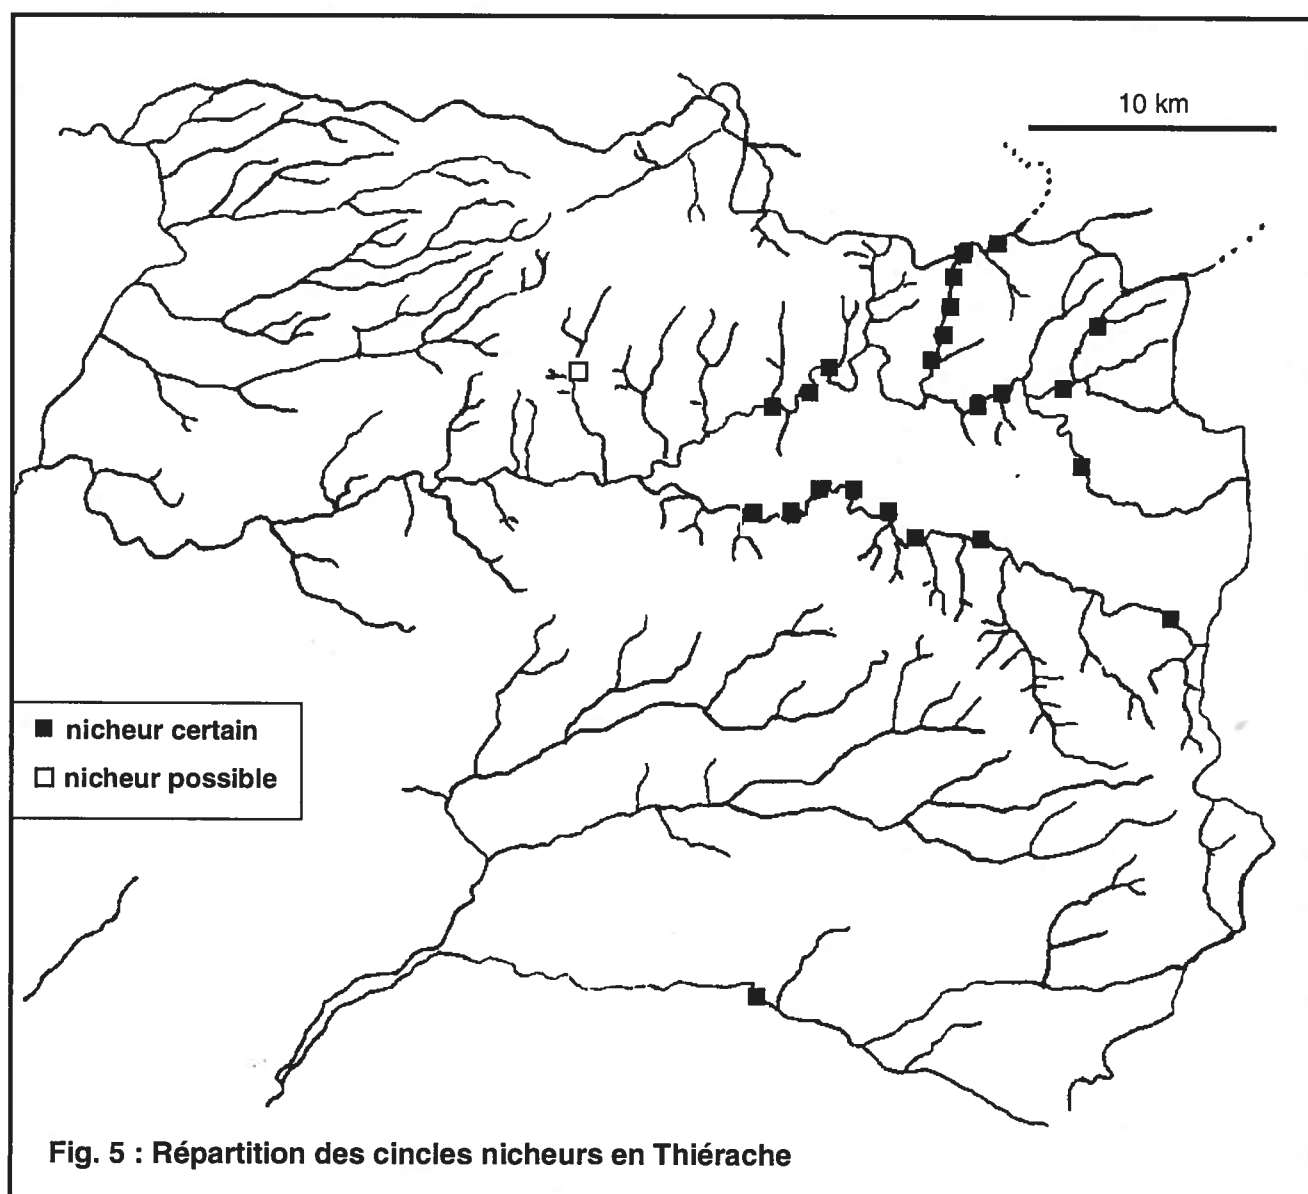 10 km
nicheur certain
nicheur possible
Fig. 5 : Répartition des cincles nicheurs en Thiérache